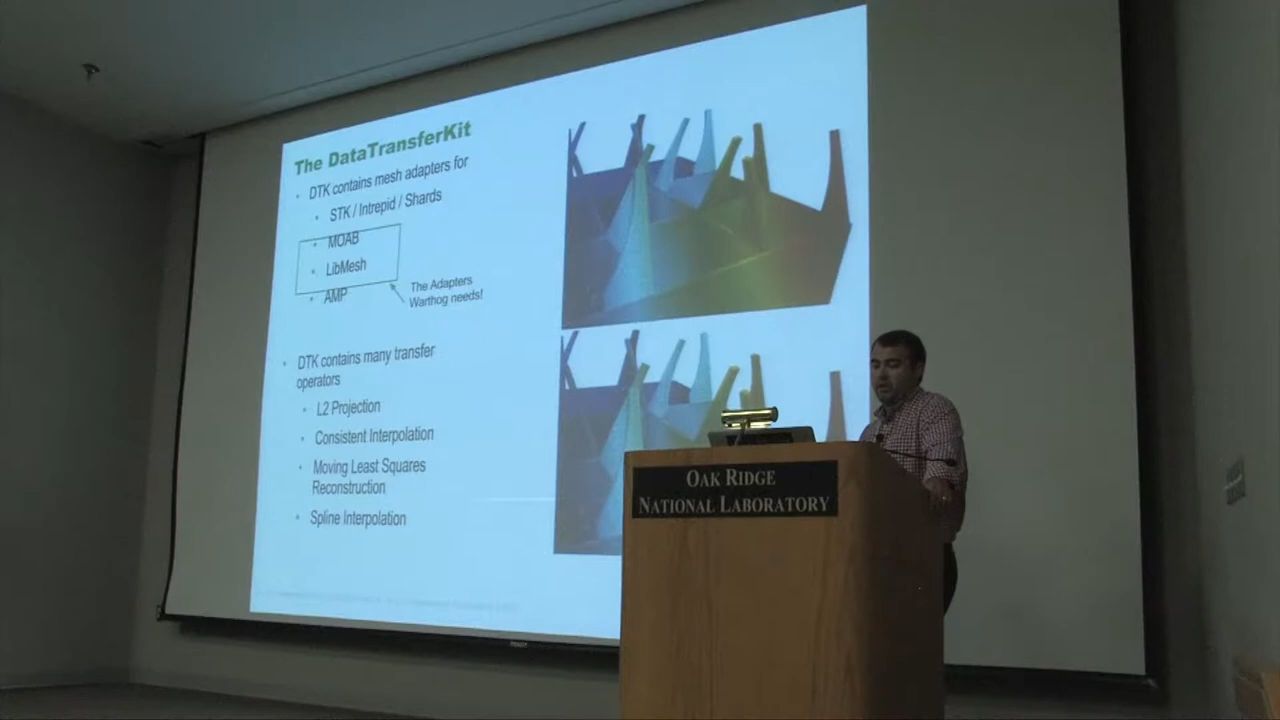 The DataTransferKit
DTK contains mesh adapters for
STK / Intrepid / Shards
MOAB
LibMesh
AMP
The Adapters
Warthog needs!
DTK contains many transfer
operators
L2 Projection
Consistent Interpolation
Moving Least Squares
Reconstruction
Spline Interpolation
OAK RIDGE
NATIONAL LABORATORY